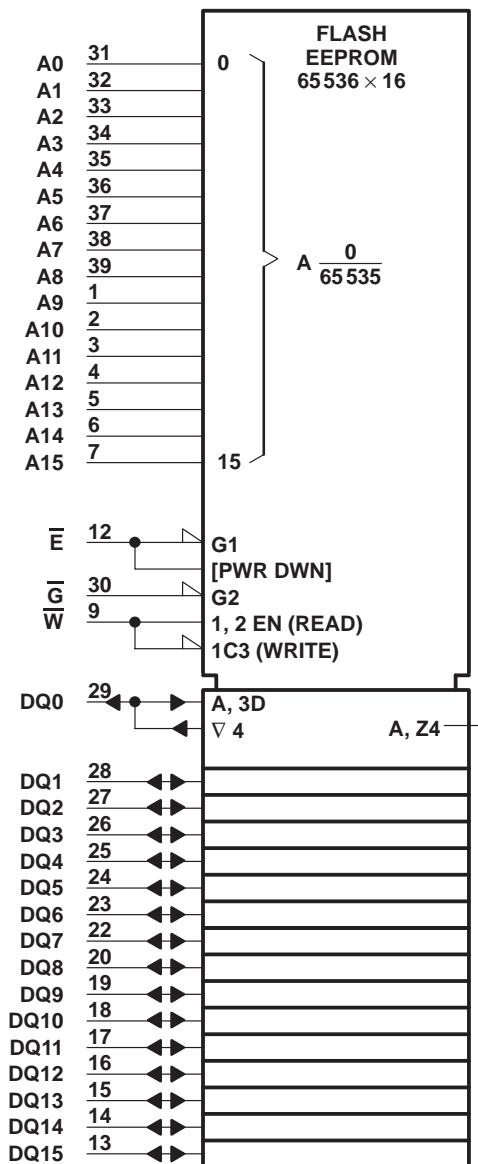 FLASH
EEPROM
65 536 × 16
A0 31 0
A1 32
A2 33
A3 34
A4 35
A5 36
A6 37
A7 38
A8 39
A 0
65 535
A9 1
A10 2
A11 3
A12 4
A13 5
A14 6
A15 7 15
E̅ 12 G1
[PWR DWN]
G̅ 30 G2
W̅ 9 1, 2 EN (READ)
1C3 (WRITE)
DQ0 29 A, 3D
∇ 4 A, Z4
DQ1 28
DQ2 27
DQ3 26
DQ4 25
DQ5 24
DQ6 23
DQ7 22
DQ8 20
DQ9 19
DQ10 18
DQ11 17
DQ12 16
DQ13 15
DQ14 14
DQ15 13